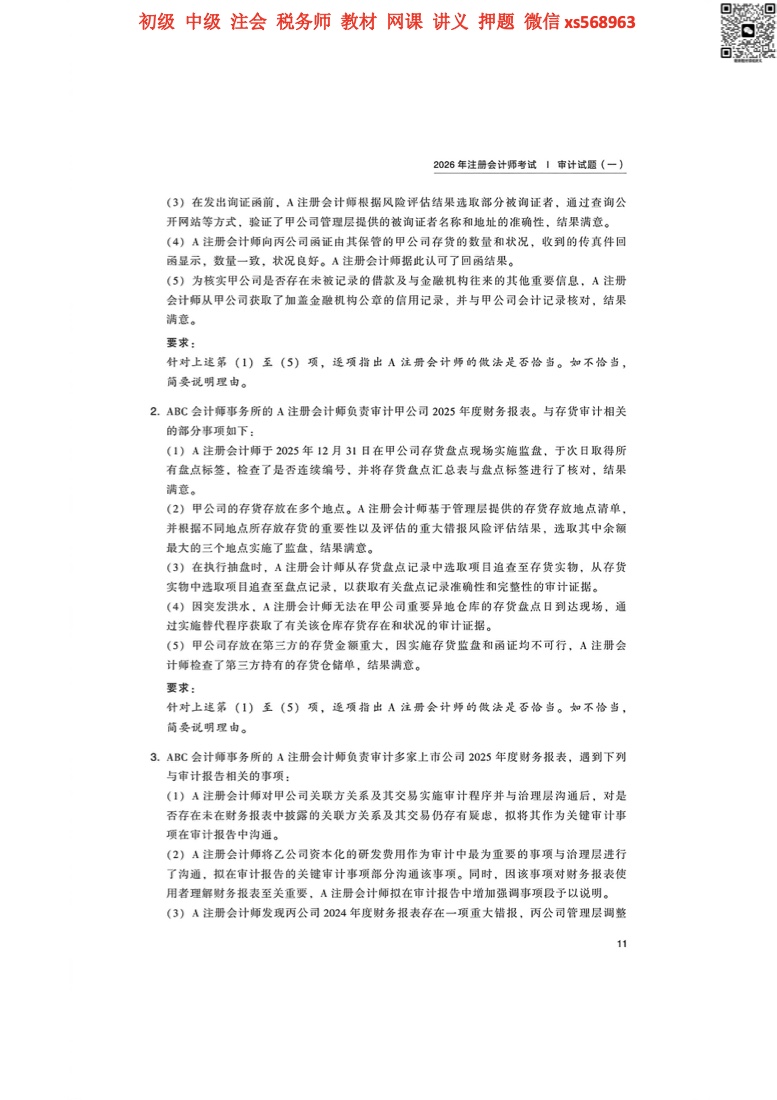 初级 中级 注会 税务师 教材 网课 讲义 押题 微信 xs568963
2026 年注册会计师考试 | 审计试题（一）
（3）在发出询证函前，A 注册会计师根据风险评估结果选取部分被询证者，通过查询公
开网站等方式，验证了甲公司管理层提供的被询证者名称和地址的准确性，结果满意。
（4）A 注册会计师向丙公司函证由其保管的甲公司存货的数量和状况，收到的传真件回
函显示，数量一致，状况良好。A 注册会计师据此认可了回函结果。
（5）为核实甲公司是否存在未被记录的借款及与金融机构往来的其他重要信息，A 注册
会计师从甲公司获取了加盖金融机构公章的信用记录，并与甲公司会计记录核对，结果
满意。
要求：
针对上述第（1）至（5）项，逐项指出 A 注册会计师的做法是否恰当。如不恰当，
简要说明理由。
2. ABC 会计师事务所的 A 注册会计师负责审计甲公司 2025 年度财务报表。与存货审计相关
的部分事项如下：
（1）A 注册会计师于 2025 年 12 月 31 日在甲公司存货盘点现场实施监盘，于次日取得所
有盘点标签，检查了是否连续编号，并将存货盘点汇总表与盘点标签进行了核对，结果
满意。
（2）甲公司的存货存放在多个地点。A 注册会计师基于管理层提供的存货存放地点清单，
并根据不同地点所存放存货的重要性以及评估的重大错报风险评估结果，选取其中余额
最大的三个地点实施了监盘，结果满意。
（3）在执行抽盘时，A 注册会计师从存货盘点记录中选取项目追查至存货实物，从存货
实物中选取项目追查至盘点记录，以获取有关盘点记录准确性和完整性的审计证据。
（4）因突发洪水，A 注册会计师无法在甲公司重要异地仓库的存货盘点日到达现场，通
过实施替代程序获取了有关该仓库存货存在和状况的审计证据。
（5）甲公司存放在第三方的存货金额重大，因实施存货监盘和函证均不可行，A 注册会
计师检查了第三方持有的存货仓储单，结果满意。
要求：
针对上述第（1）至（5）项，逐项指出 A 注册会计师的做法是否恰当。如不恰当，
简要说明理由。
3. ABC 会计师事务所的 A 注册会计师负责审计多家上市公司 2025 年度财务报表，遇到下列
与审计报告相关的事项：
（1）A 注册会计师对甲公司关联方关系及其交易实施审计程序并与治理层沟通后，对是
否存在未在财务报表中披露的关联方关系及其交易仍存有疑虑，拟将其作为关键审计事
项在审计报告中沟通。
（2）A 注册会计师将乙公司资本化的研发费用作为审计中最为重要的事项与治理层进行
了沟通，拟在审计报告的关键审计事项部分沟通该事项。同时，因该事项对财务报表使
用者理解财务报表至关重要，A 注册会计师拟在审计报告中增加强调事项段予以说明。
（3）A 注册会计师发现丙公司 2024 年度财务报表存在一项重大错报，丙公司管理层调整
11